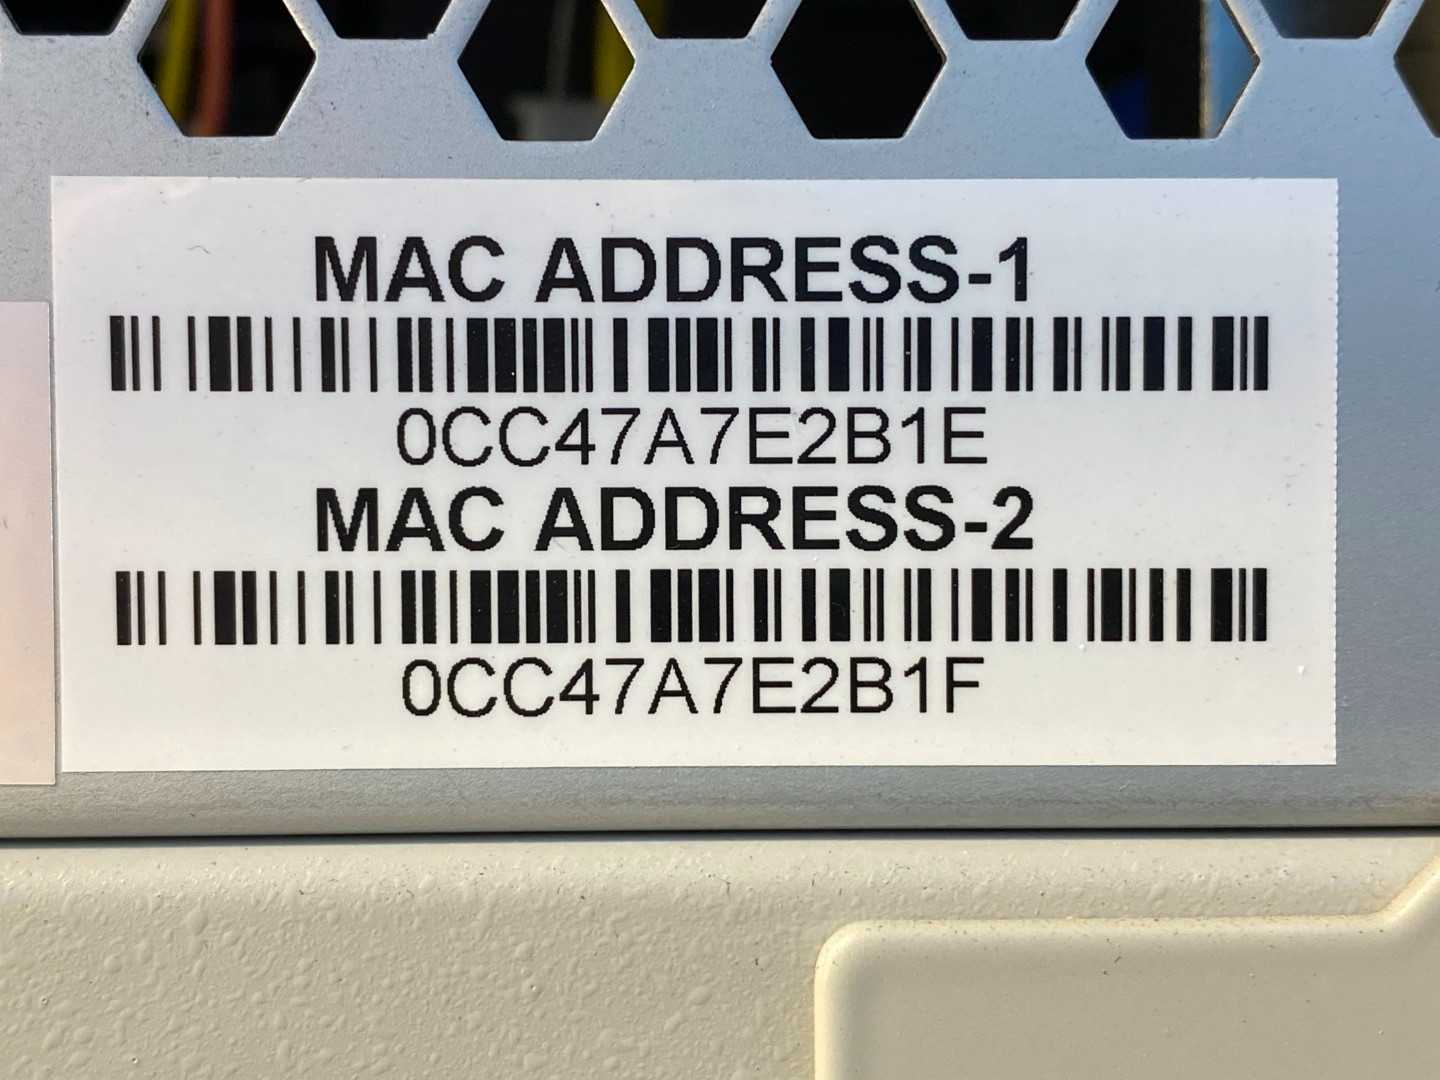 MAC ADDRESS-1
0CC47A7E2B1E
MAC ADDRESS-2
0CC47A7E2B1F